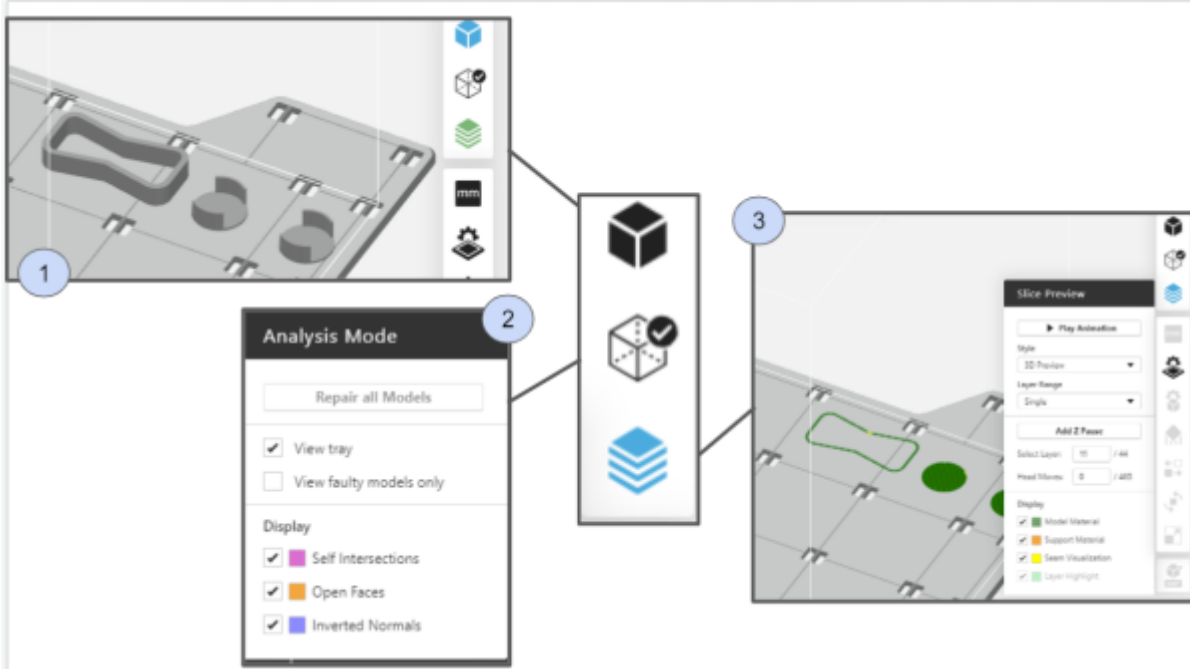 mm
1
2
Analysis Mode
Repair all Models
View tray
View faulty models only
Display
Self Intersections
Open Faces
Inverted Normals
3
Slice Preview
Play Animation
Style
3D Preview
Layer Range
Single
Add Z Pause
Select Layer: 11 / 44
Head Moves: 0 / 485
Display
Model Material
Support Material
Seam Visualization
Layer Highlight